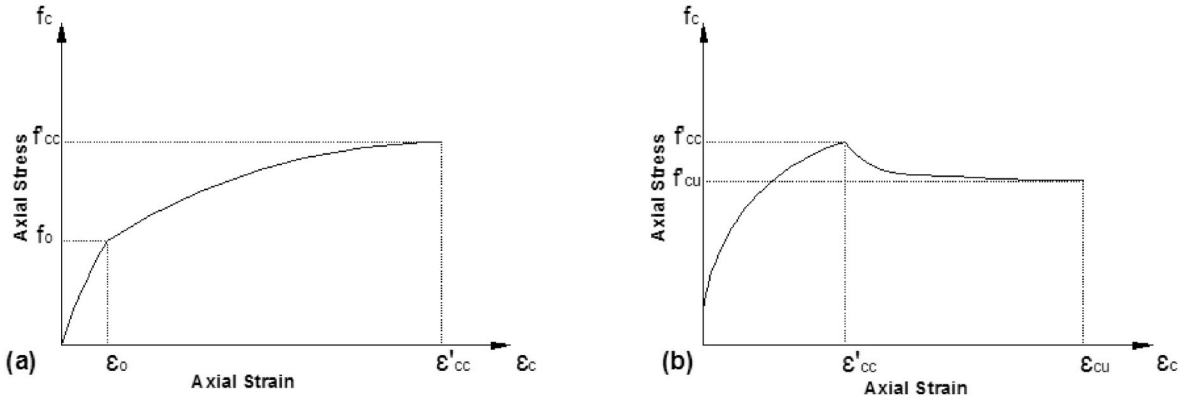 fc
f'cc
Axial Stress
fo
(a)
εo
ε'cc
εc
Axial Strain
fc
f'cc
f'cu
Axial Stress
(b)
ε'cc
εcu
εc
Axial Strain